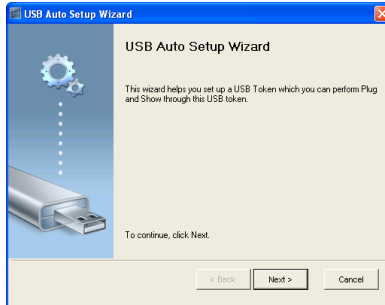 USB Auto Setup Wizard
USB Auto Setup Wizard
This wizard helps you set up a USB Token which you can perform Plug
and Show through this USB token.
To continue, click Next.
< Back
Next >
Cancel